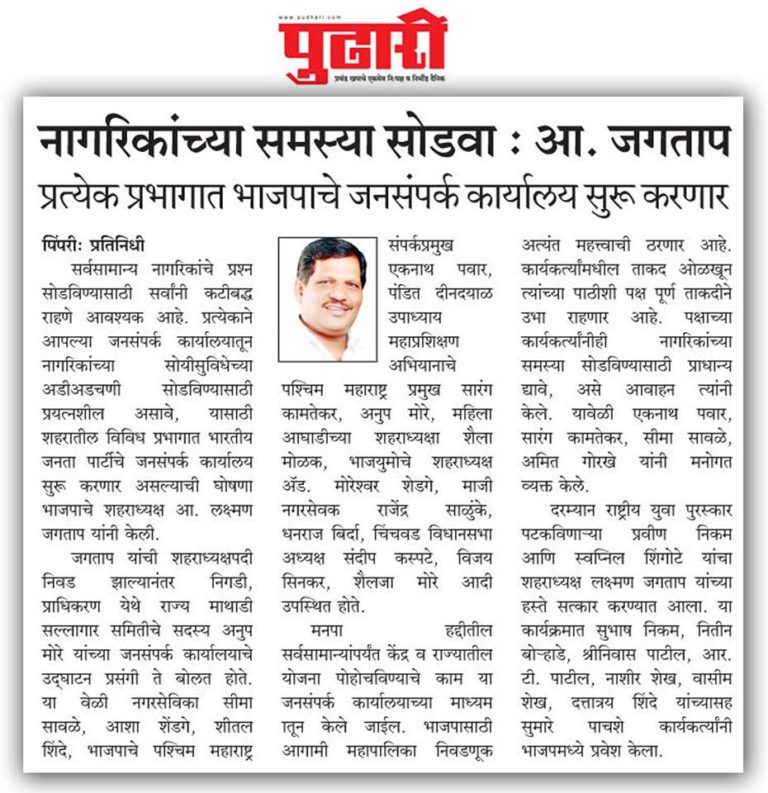 www.pudhari.com
पुढारी
प्रचंड खपाचे एकमेव नि:पक्ष व निर्भीड दैनिक
नागरिकांच्या समस्या सोडवा : आ. जगताप
प्रत्येक प्रभागात भाजपाचे जनसंपर्क कार्यालय सुरू करणार
पिंपरी: प्रतिनिधी
सर्वसामान्य नागरिकांचे प्रश्न
सोडविण्यासाठी सर्वांनी कटीबद्ध
राहणे आवश्यक आहे. प्रत्येकाने
आपल्या जनसंपर्क कार्यालयातून
नागरिकांच्या सोयीसुविधेच्या
अडीअडचणी सोडविण्यासाठी
प्रयत्नशील असावे, यासाठी
शहरातील विविध प्रभागात भारतीय
जनता पार्टीचे जनसंपर्क कार्यालय
सुरू करणार असल्याची घोषणा
भाजपाचे शहराध्यक्ष आ. लक्ष्मण
जगताप यांनी केली.
जगताप यांची शहराध्यक्षपदी
निवड झाल्यानंतर निगडी,
प्राधिकरण येथे राज्य माथाडी
सल्लागार समितीचे सदस्य अनुप
मोरे यांच्या जनसंपर्क कार्यालयाचे
उद्घाटन प्रसंगी ते बोलत होते.
या वेळी नगरसेविका सीमा
सावळे, आशा शेंडगे, शीतल
शिंदे, भाजपाचे पश्चिम महाराष्ट्र
संपर्कप्रमुख
एकनाथ पवार,
पंडित दीनदयाळ
उपाध्याय
महाप्रशिक्षण
अभियानाचे
पश्चिम महाराष्ट्र प्रमुख सारंग
कामतेकर, अनुप मोरे, महिला
आघाडीच्या शहराध्यक्षा शैला
मोळक, भाजयुमोचे शहराध्यक्ष
ॲड. मोरेश्वर शेडगे, माजी
नगरसेवक राजेंद्र साळुंके,
धनराज बिर्दा, चिंचवड विधानसभा
अध्यक्ष संदीप कस्पटे, विजय
सिनकर, शैलजा मोरे आदी
उपस्थित होते.
मनपा हद्दीतील
सर्वसामान्यांपर्यंत केंद्र व राज्यातील
योजना पोहोचविण्याचे काम या
जनसंपर्क कार्यालयाच्या माध्यम
ातून केले जाईल. भाजपासाठी
आगामी महापालिका निवडणूक
अत्यंत महत्त्वाची ठरणार आहे.
कार्यकर्त्यांमधील ताकद ओळखून
त्यांच्या पाठीशी पक्ष पूर्ण ताकदीने
उभा राहणार आहे. पक्षाच्या
कार्यकर्त्यांनीही नागरिकांच्या
समस्या सोडविण्यासाठी प्राधान्य
द्यावे, असे आवाहन त्यांनी
केले. यावेळी एकनाथ पवार,
सारंग कामतेकर, सीमा सावळे,
अमित गोरखे यांनी मनोगत
व्यक्त केले.
दरम्यान राष्ट्रीय युवा पुरस्कार
पटकविणाऱ्या प्रवीण निकम
आणि स्वप्निल शिंगोटे यांचा
शहराध्यक्ष लक्ष्मण जगताप यांच्या
हस्ते सत्कार करण्यात आला. या
कार्यक्रमात सुभाष निकम, नितीन
बोऱ्हाडे, श्रीनिवास पाटील, आर.
टी. पाटील, नाशीर शेख, वासीम
शेख, दत्तात्रय शिंदे यांच्यासह
सुमारे पाचशे कार्यकर्त्यांनी
भाजपमध्ये प्रवेश केला.